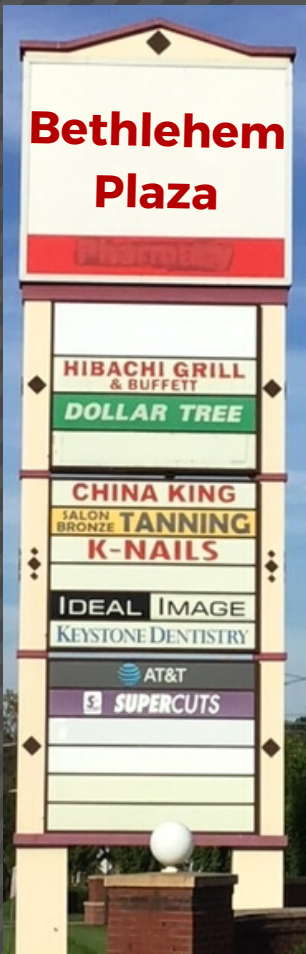 Bethlehem
Plaza
Pharmacy
HIBACHI GRILL
& BUFFETT
DOLLAR TREE
CHINA KING
SALON
BRONZE TANNING
K-NAILS
IDEAL IMAGE
KEYSTONE DENTISTRY
AT&T
SUPERCUTS